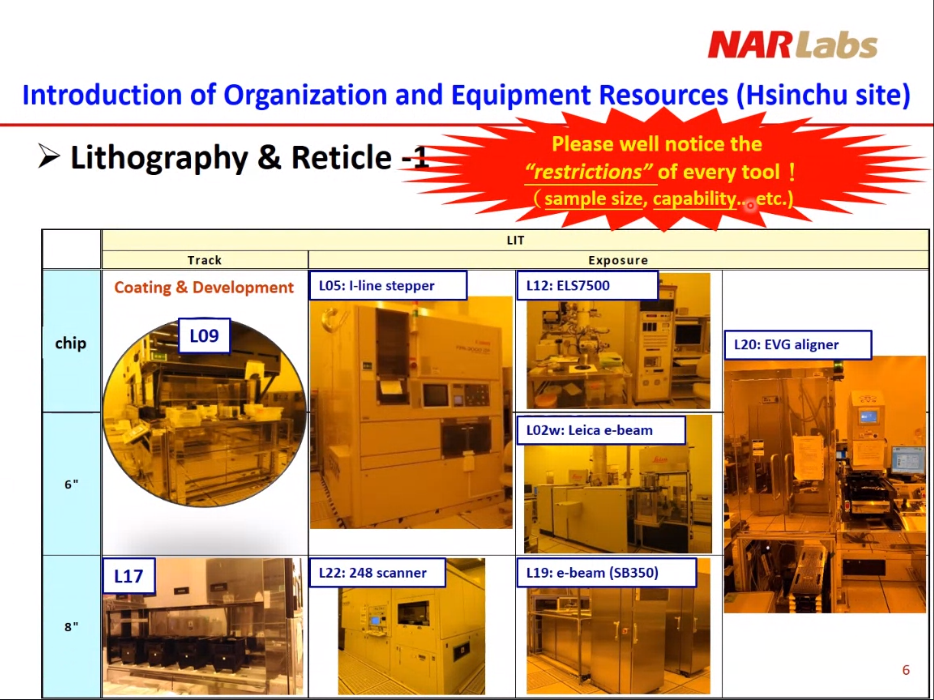 NARLabs
Introduction of Organization and Equipment Resources (Hsinchu site)
➢ Lithography & Reticle -1
Please well notice the
“restrictions” of every tool！
（sample size, capability… etc.)
LIT
Track
Exposure
Coating & Development
L05: I-line stepper
L12: ELS7500
L09
chip
L20: EVG aligner
L02w: Leica e-beam
6"
L17
L22: 248 scanner
L19: e-beam (SB350)
8"
6